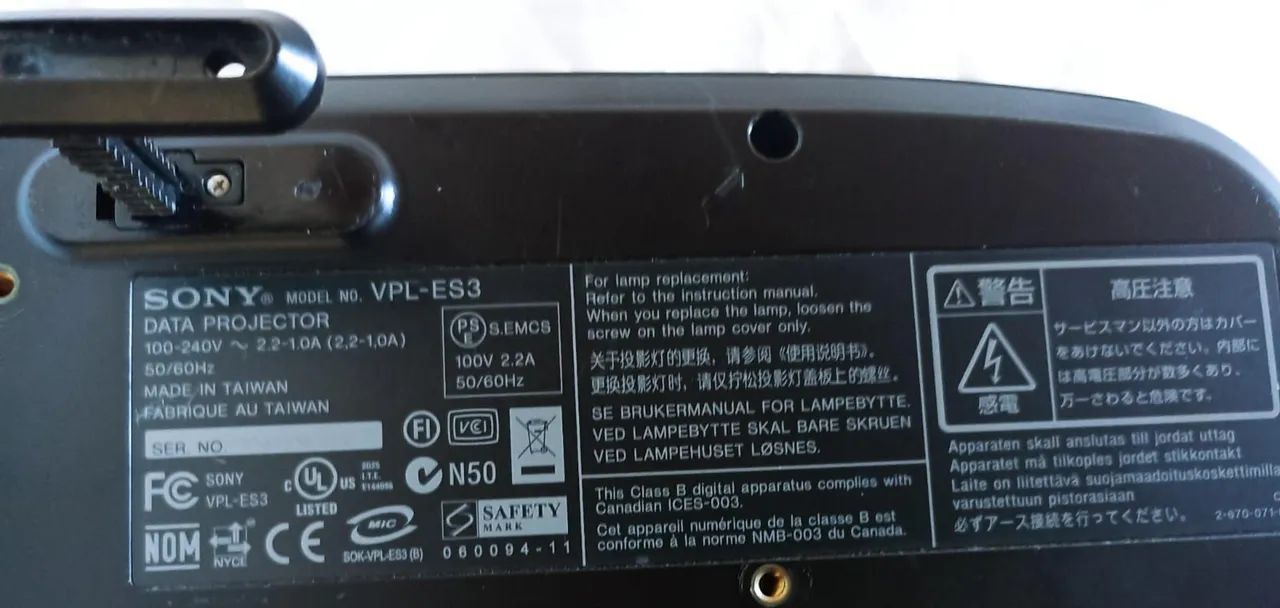 SONY® MODEL NO. VPL-ES3
DATA PROJECTOR
100-240V ~ 2.2-1.0A (2,2-1,0A)
50/60Hz
MADE IN TAIWAN
FABRIQUE AU TAIWAN
SER. NO.
PS
E
S.EMCS
100V 2.2A
50/60Hz
FI
VCI
N50
FC
SONY
VPL-ES3
c UL US
LISTED
I.T.E.
NOM
NYCE
CE
MIC
SOK-VPL-ES3 (B)
SAFETY
MARK
060094-11
For lamp replacement:
Refer to the instruction manual.
When you replace the lamp, loosen the
screw on the lamp cover only.
关于投影灯的更换，请参阅《使用说明书》。
更换投影灯时，请仅拧松投影灯盖板上的螺丝。
SE BRUKERMANUAL FOR LAMPEBYTTE.
VED LAMPEBYTTE SKAL BARE SKRUEN
VED LAMPEHUSET LØSNES.
This Class B digital apparatus complies with
Canadian ICES-003.
Cet appareil numérique de la classe B est
conforme à la norme NMB-003 du Canada.
警告
感電
高圧注意
サービスマン以外の方はカバー
をあけないでください。内部に
は高電圧部分が数多くあり、
万一さわると危険です。
Apparaten skall anslutas till jordat uttag
Apparatet må tilkoples jordet stikkontakt
Laite on liitettävä suojamaadoituskoskettimilla
varustettuun pistorasiaan
必ずアース接続を行ってください。
2-670-071-